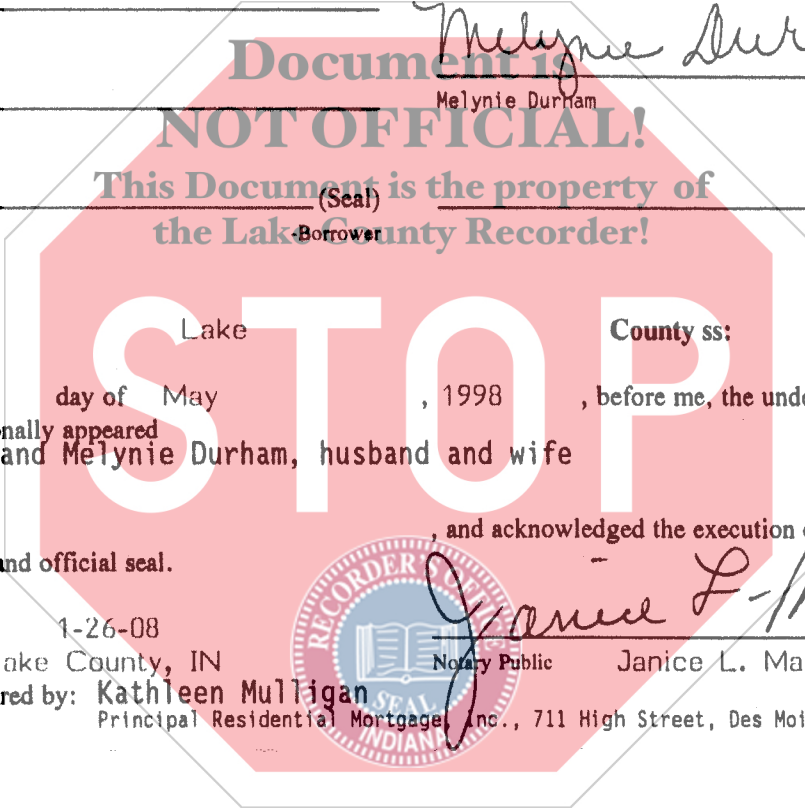 Melynie Dur
Document is
Melynie Durham
NOT OFFICIAL!
This Document is the property of
(Seal)
the Lake County Recorder!
-Borrower
STOP
Lake County ss:
day of May , 1998 , before me, the unde
nally appeared
and Melynie Durham, husband and wife
, and acknowledged the execution
nd official seal.
Janice L.
1-26-08
ake County, IN
Notary Public Janice L. Ma
red by: Kathleen Mulligan
Principal Residential Mortgage, Inc., 711 High Street, Des Moi
RECORDER'S OFFICE
SEAL
INDIANA